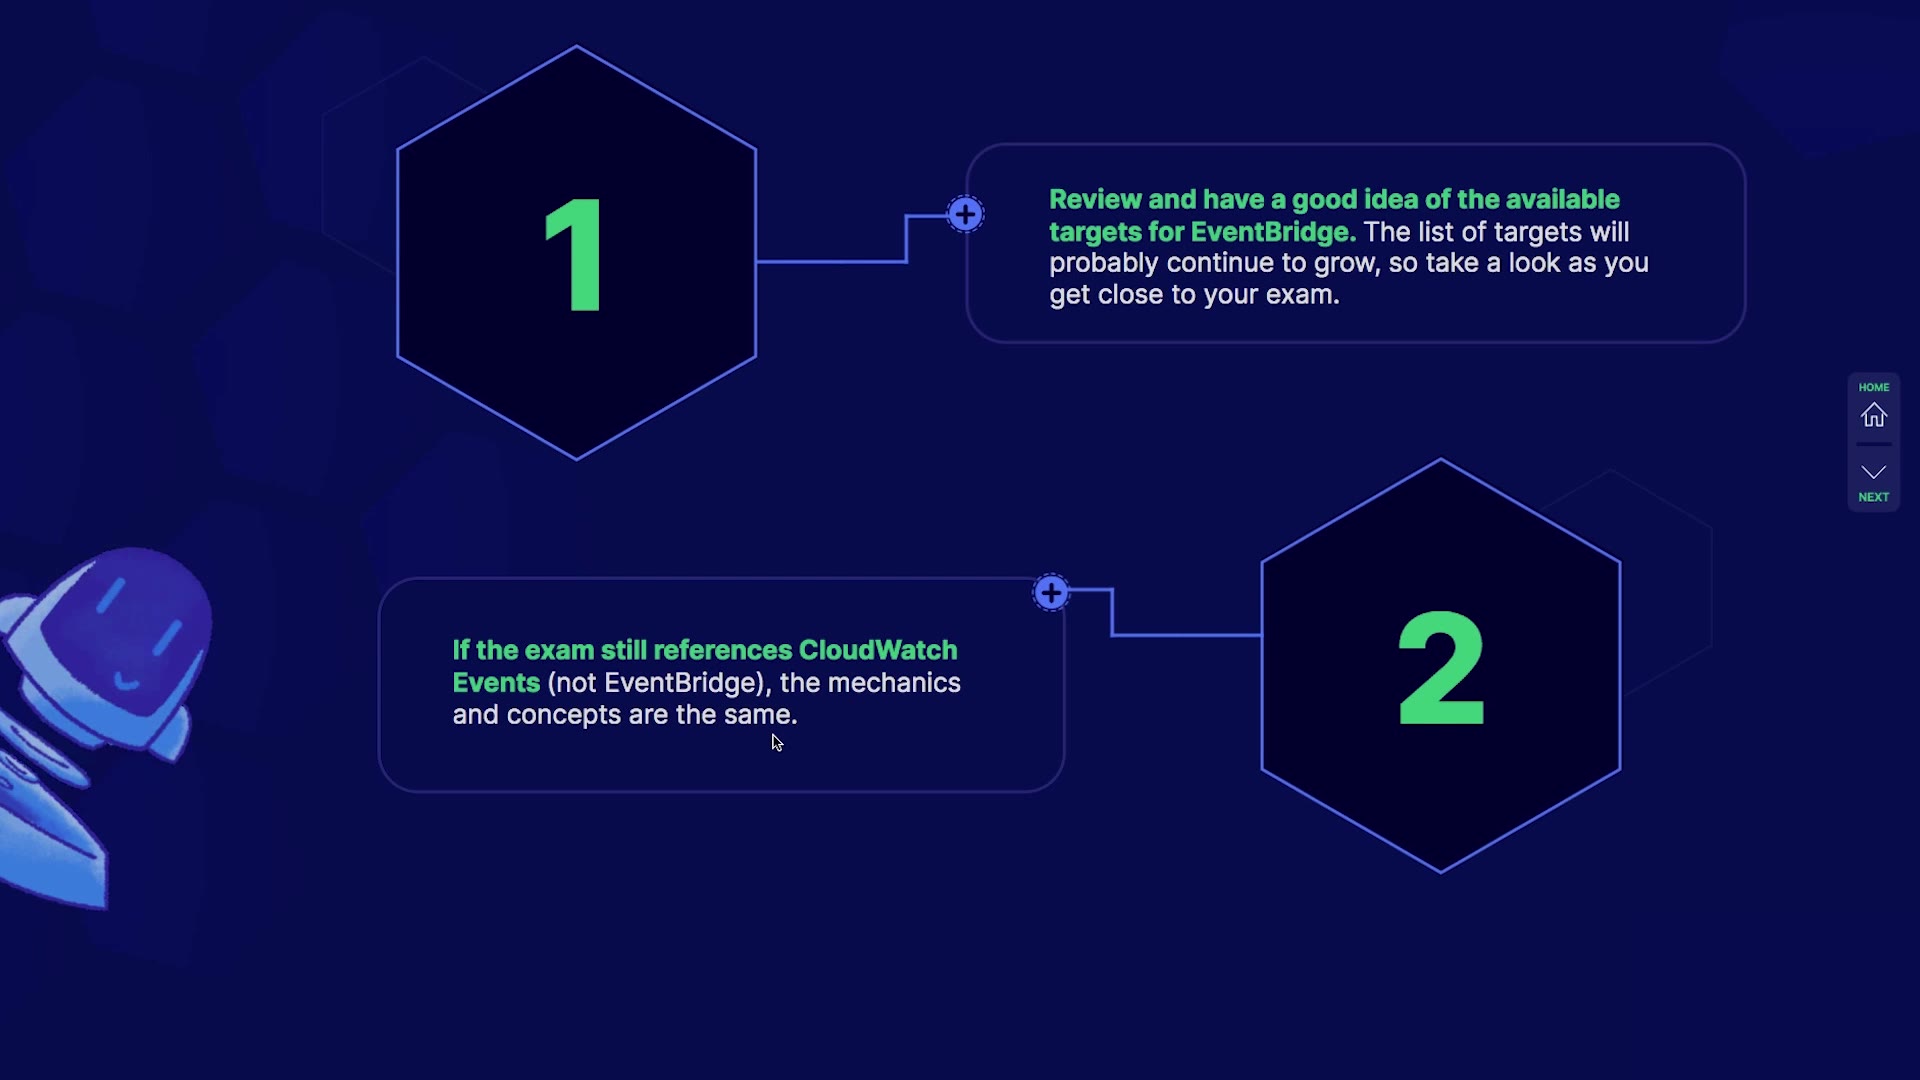 1
Review and have a good idea of the available
targets for EventBridge. The list of targets will
probably continue to grow, so take a look as you
get close to your exam.
HOME
NEXT
If the exam still references CloudWatch
Events (not EventBridge), the mechanics
and concepts are the same.
2